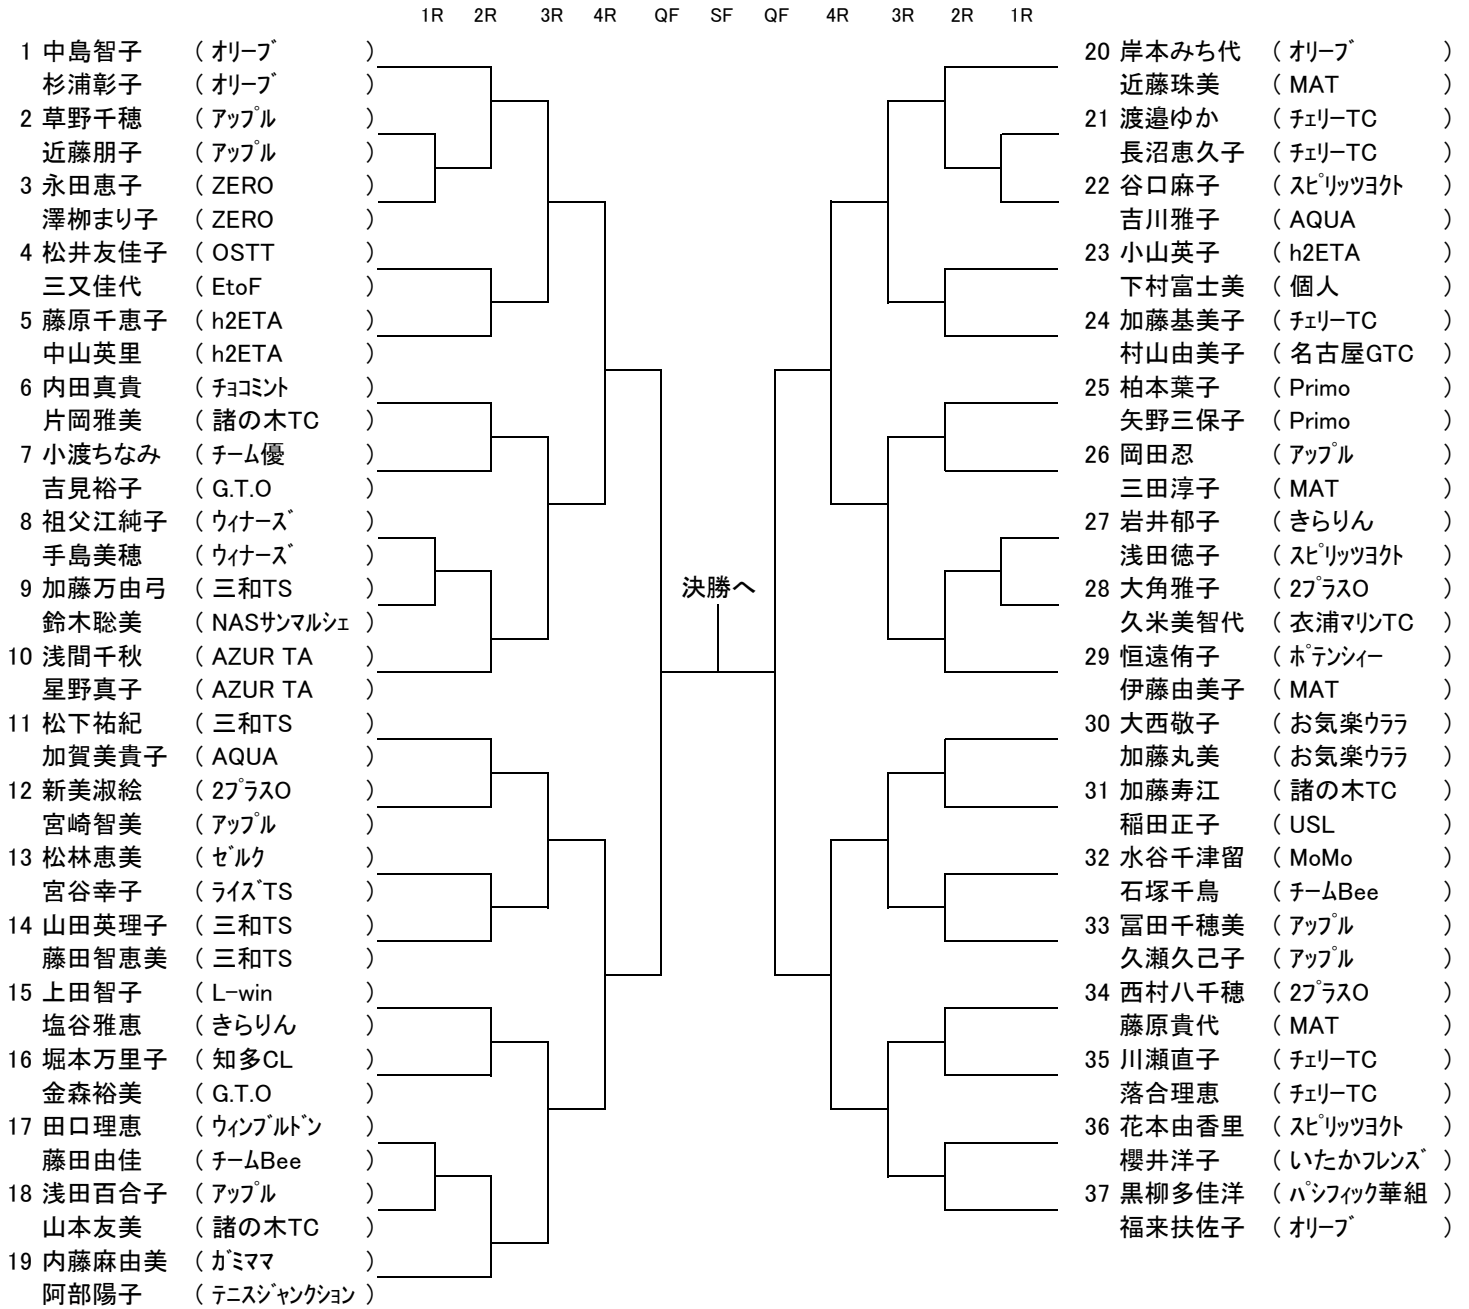 1R 2R 3R 4R QF SF QF 4R 3R 2R 1R
1 中島智子 ( ｵﾘｰﾌﾞ )
杉浦彰子 ( ｵﾘｰﾌﾞ )
2 草野千穂 ( ｱｯﾌﾟﾙ )
近藤朋子 ( ｱｯﾌﾟﾙ )
3 永田恵子 ( ZERO )
澤栁まり子 ( ZERO )
4 松井友佳子 ( OSTT )
三又佳代 ( EtoF )
5 藤原千恵子 ( h2ETA )
中山英里 ( h2ETA )
6 内田真貴 ( ﾁｮｺﾐﾝﾄ )
片岡雅美 ( 諸の木TC )
7 小渡ちなみ ( ﾁｰﾑ優 )
吉見裕子 ( G.T.O )
8 祖父江純子 ( ｳｨﾅｰｽﾞ )
手島美穂 ( ｳｨﾅｰｽﾞ )
9 加藤万由弓 ( 三和TS )
鈴木聡美 ( NASｻﾝﾏﾙｼｪ )
10 浅間千秋 ( AZUR TA )
星野真子 ( AZUR TA )
11 松下祐紀 ( 三和TS )
加賀美貴子 ( AQUA )
12 新美淑絵 ( 2ﾌﾟﾗｽO )
宮崎智美 ( ｱｯﾌﾟﾙ )
13 松林恵美 ( ｾﾞﾙｸ )
宮谷幸子 ( ﾗｲｽﾞTS )
14 山田英理子 ( 三和TS )
藤田智恵美 ( 三和TS )
15 上田智子 ( L-win )
塩谷雅恵 ( きらりん )
16 堀本万里子 ( 知多CL )
金森裕美 ( G.T.O )
17 田口理恵 ( ｳｨﾝﾌﾞﾙﾄﾞﾝ )
藤田由佳 ( ﾁｰﾑBee )
18 浅田百合子 ( ｱｯﾌﾟﾙ )
山本友美 ( 諸の木TC )
19 内藤麻由美 ( ｶﾞﾐﾏﾏ )
阿部陽子 ( ﾃﾆｽｼﾞｬﾝｸｼｮﾝ )
決勝へ
20 岸本みち代 ( ｵﾘｰﾌﾞ )
近藤珠美 ( MAT )
21 渡邉ゆか ( ﾁｪﾘｰTC )
長沼恵久子 ( ﾁｪﾘｰTC )
22 谷口麻子 ( ｽﾋﾟﾘｯﾂﾖｸﾄ )
吉川雅子 ( AQUA )
23 小山英子 ( h2ETA )
下村富士美 ( 個人 )
24 加藤基美子 ( ﾁｪﾘｰTC )
村山由美子 ( 名古屋GTC )
25 柏本葉子 ( Primo )
矢野三保子 ( Primo )
26 岡田忍 ( ｱｯﾌﾟﾙ )
三田淳子 ( MAT )
27 岩井郁子 ( きらりん )
浅田徳子 ( ｽﾋﾟﾘｯﾂﾖｸﾄ )
28 大角雅子 ( 2ﾌﾟﾗｽO )
久米美智代 ( 衣浦ﾏﾘﾝTC )
29 恒遠侑子 ( ﾎﾟﾃﾝｼｨｰ )
伊藤由美子 ( MAT )
30 大西敬子 ( お気楽ｳﾗﾗ )
加藤丸美 ( お気楽ｳﾗﾗ )
31 加藤寿江 ( 諸の木TC )
稲田正子 ( USL )
32 水谷千津留 ( MoMo )
石塚千鳥 ( ﾁｰﾑBee )
33 冨田千穂美 ( ｱｯﾌﾟﾙ )
久瀬久己子 ( ｱｯﾌﾟﾙ )
34 西村八千穂 ( 2ﾌﾟﾗｽO )
藤原貴代 ( MAT )
35 川瀬直子 ( ﾁｪﾘｰTC )
落合理恵 ( ﾁｪﾘｰTC )
36 花本由香里 ( ｽﾋﾟﾘｯﾂﾖｸﾄ )
櫻井洋子 ( いたかﾌﾚﾝｽﾞ )
37 黒柳多佳洋 ( ﾊﾟｼﾌｨｯｸ華組 )
福来扶佐子 ( ｵﾘｰﾌﾞ )